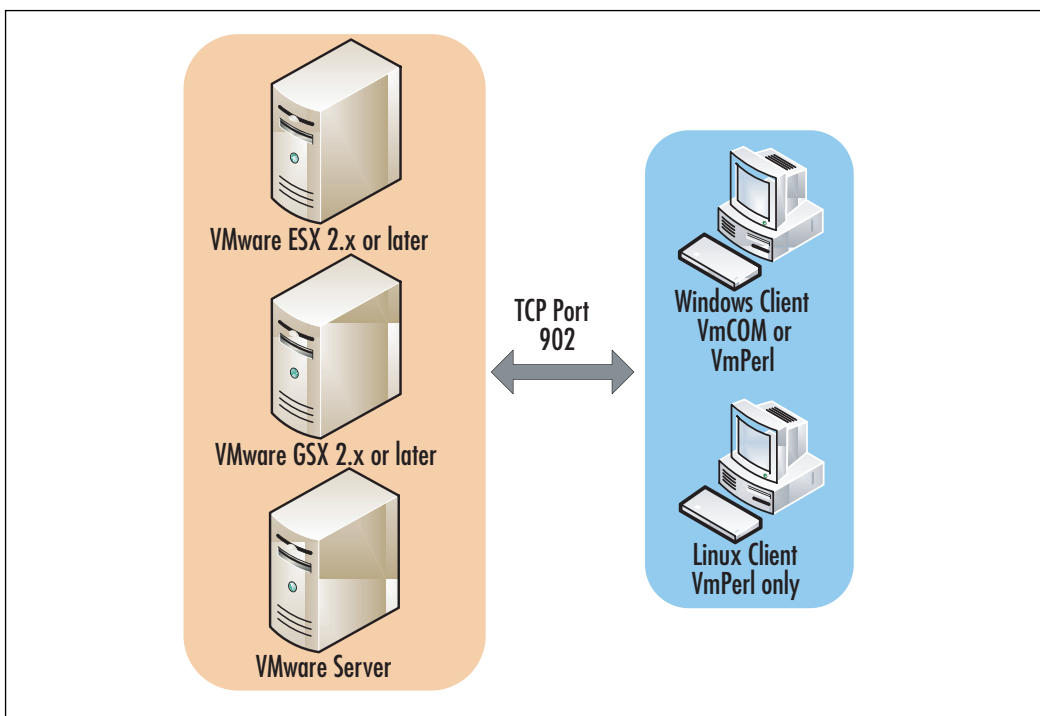 VMware ESX 2.x or later
VMware GSX 2.x or later
VMware Server
TCP Port
902
Windows Client
VmCOM or
VmPerl
Linux Client
VmPerl only